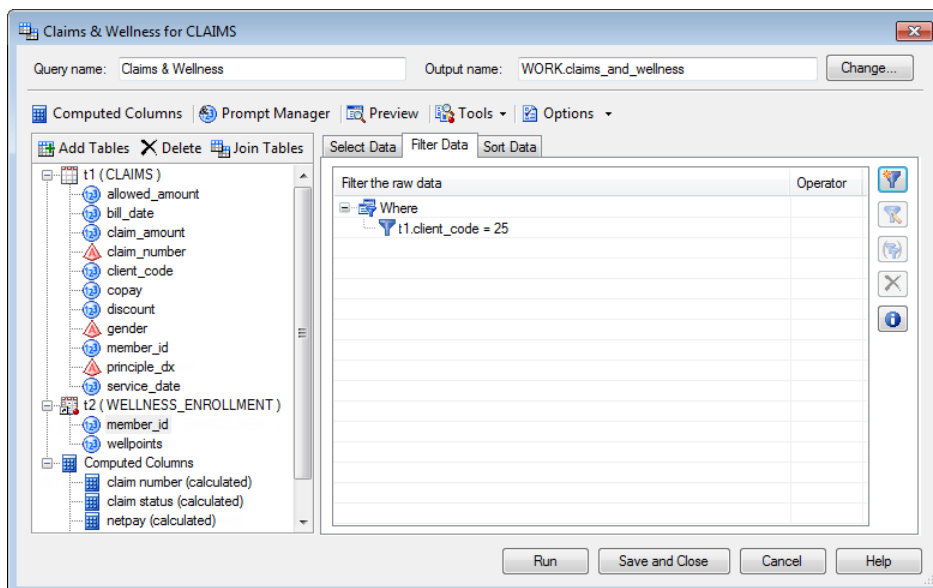 Claims & Wellness for CLAIMS
Query name: Claims & Wellness Output name: WORK.claims_and_wellness Change...
Computed Columns Prompt Manager Preview Tools Options
Add Tables Delete Join Tables Select Data Filter Data Sort Data
t1 (CLAIMS)
allowed_amount
bill_date
claim_amount
claim_number
client_code
copay
discount
gender
member_id
principle_dx
service_date
t2 (WELLNESS_ENROLLMENT)
member_id
wellpoints
Computed Columns
claim number (calculated)
claim status (calculated)
netpay (calculated)
Filter the raw data Operator
Where
t1.client_code = 25
Run Save and Close Cancel Help